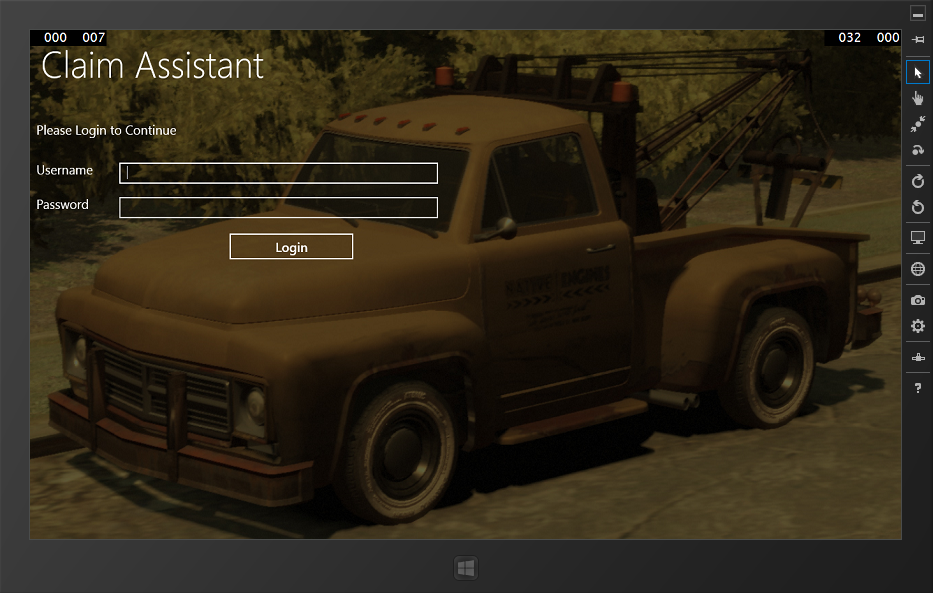 000 007
032 000
Claim Assistant
Please Login to Continue
Username
Password
Login
?